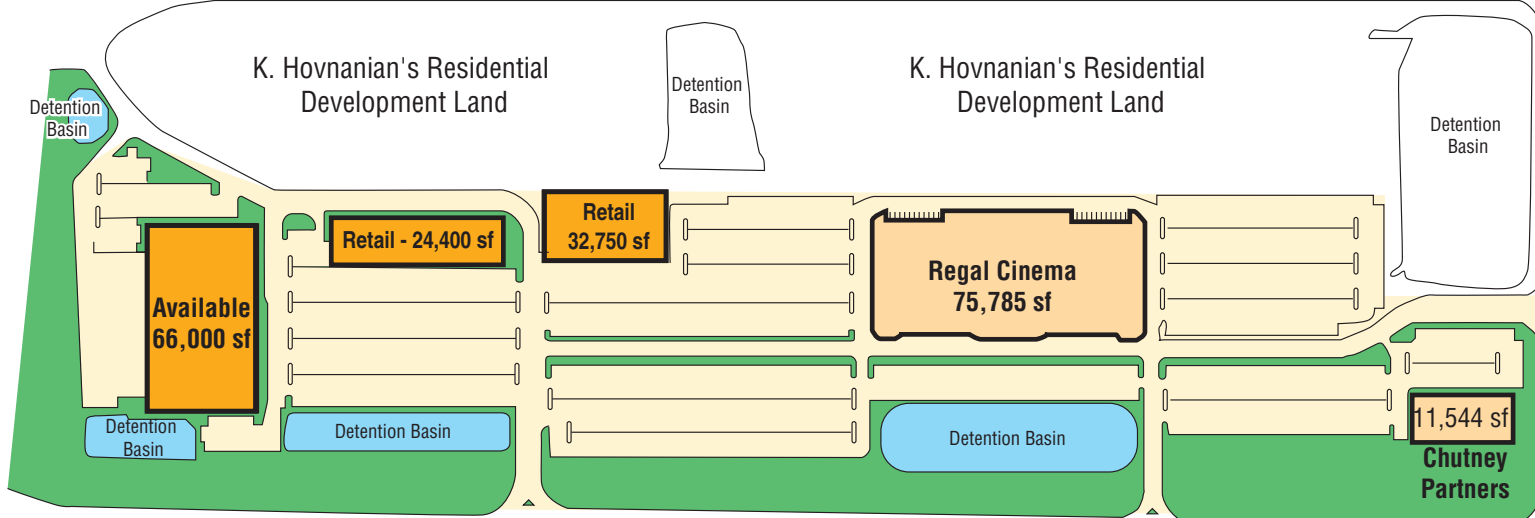 K. Hovnanian's Residential
Development Land
Detention
Basin
K. Hovnanian's Residential
Development Land
Detention
Basin
Detention
Basin
Retail - 24,400 sf
Retail
32,750 sf
Available
66,000 sf
Regal Cinema
75,785 sf
Detention
Basin
Detention Basin
Detention Basin
11,544 sf
Chutney
Partners